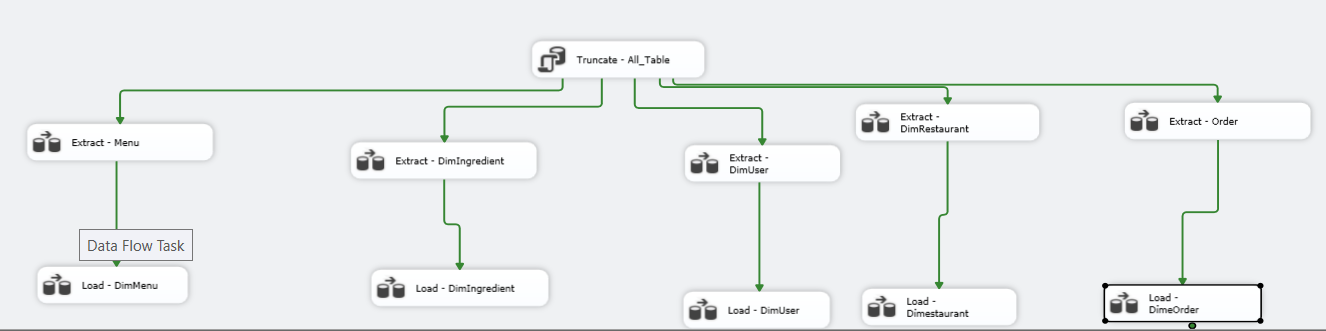 Truncate - All_Table
Extract - Menu
Extract - DimIngredient
Extract -
DimUser
Extract -
DimRestaurant
Extract - Order
Data Flow Task
Load - DimMenu
Load - DimIngredient
Load - DimUser
Load -
Dimestaurant
Load -
DimeOrder